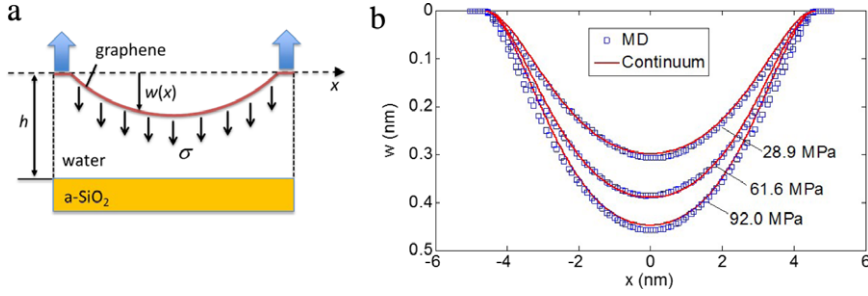 a
graphene
x
w(x)
h
σ
water
a-SiO2
b
0
0.1
0.2
0.3
0.4
0.5
w (nm)
MD
Continuum
28.9 MPa
61.6 MPa
92.0 MPa
-6 -4 -2 0 2 4 6
x (nm)